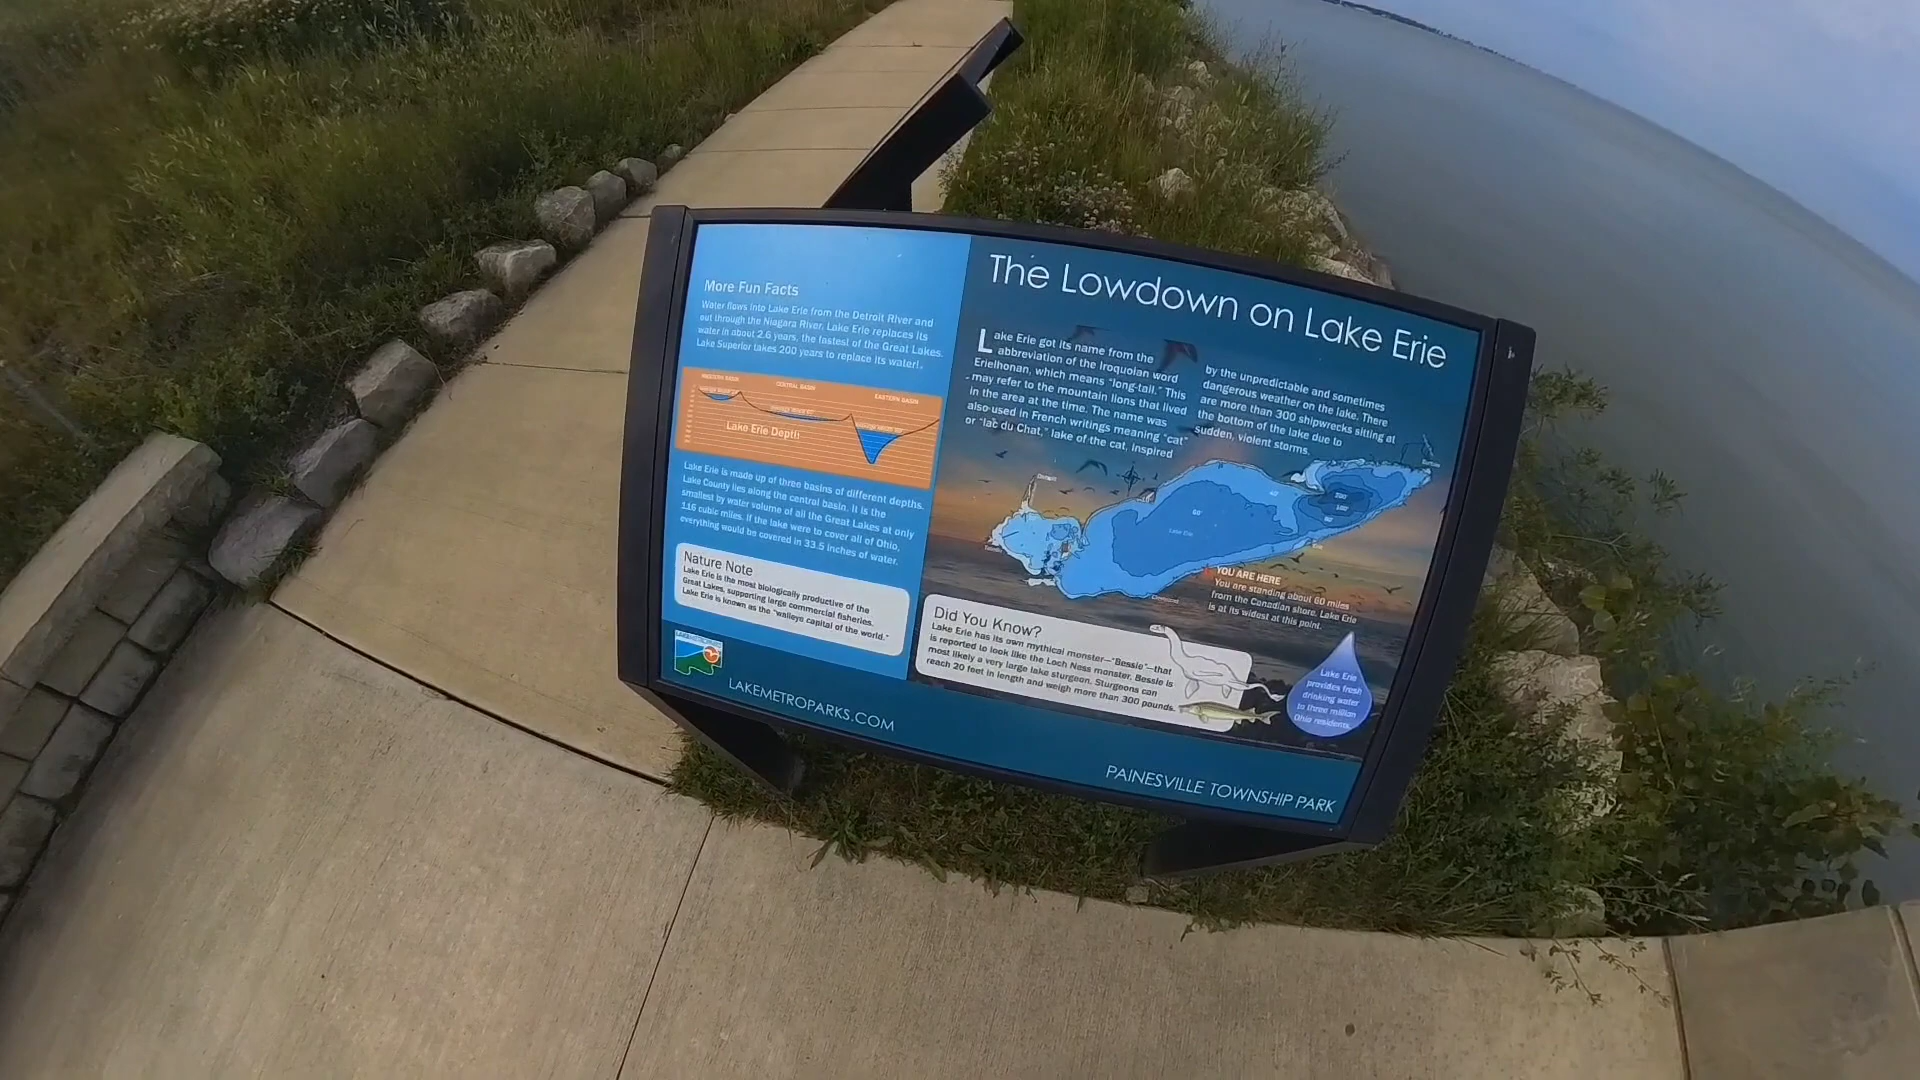 The Lowdown on Lake Erie
Lake Erie got its name from the
abbreviation of the Iroquoian word
Erielhonan, which means "long-tail." This
may refer to the mountain lions that lived
in the area at the time. The name was
also used in French writings meaning "cat"
or "lac du Chat," lake of the cat, inspired
by the unpredictable and sometimes
dangerous weather on the lake. There
are more than 300 shipwrecks sitting at
the bottom of the lake due to
sudden, violent storms.
More Fun Facts
Water flows into Lake Erie from the Detroit River and
out through the Niagara River. Lake Erie replaces its
water in about 2.6 years, the fastest of the Great Lakes.
Lake Superior takes 200 years to replace its water!
WESTERN BASIN
CENTRAL BASIN
EASTERN BASIN
Lake Erie Depth
Lake Erie is made up of three basins of different depths.
Lake County lies along the central basin. It is the
smallest by water volume of all the Great Lakes at only
116 cubic miles. If the lake were to cover all of Ohio,
everything would be covered in 33.5 inches of water.
Nature Note
Lake Erie is the most biologically productive of the
Great Lakes, supporting large commercial fisheries.
Lake Erie is known as the "walleye capital of the world."
Detroit
Toledo
Lake Erie
60'
Erie
Cleveland
YOU ARE HERE
You are standing about 60 miles
from the Canadian shore. Lake Erie
is at its widest at this point.
Did You Know?
Lake Erie has its own mythical monster—"Bessie"—that
is reported to look like the Loch Ness monster. Bessie is
most likely a very large lake sturgeon. Sturgeons can
reach 20 feet in length and weigh more than 300 pounds.
Lake Erie
provides fresh
drinking water
to three million
Ohio residents.
LAKE METROPARKS
LAKEMETROPARKS.COM
PAINESVILLE TOWNSHIP PARK